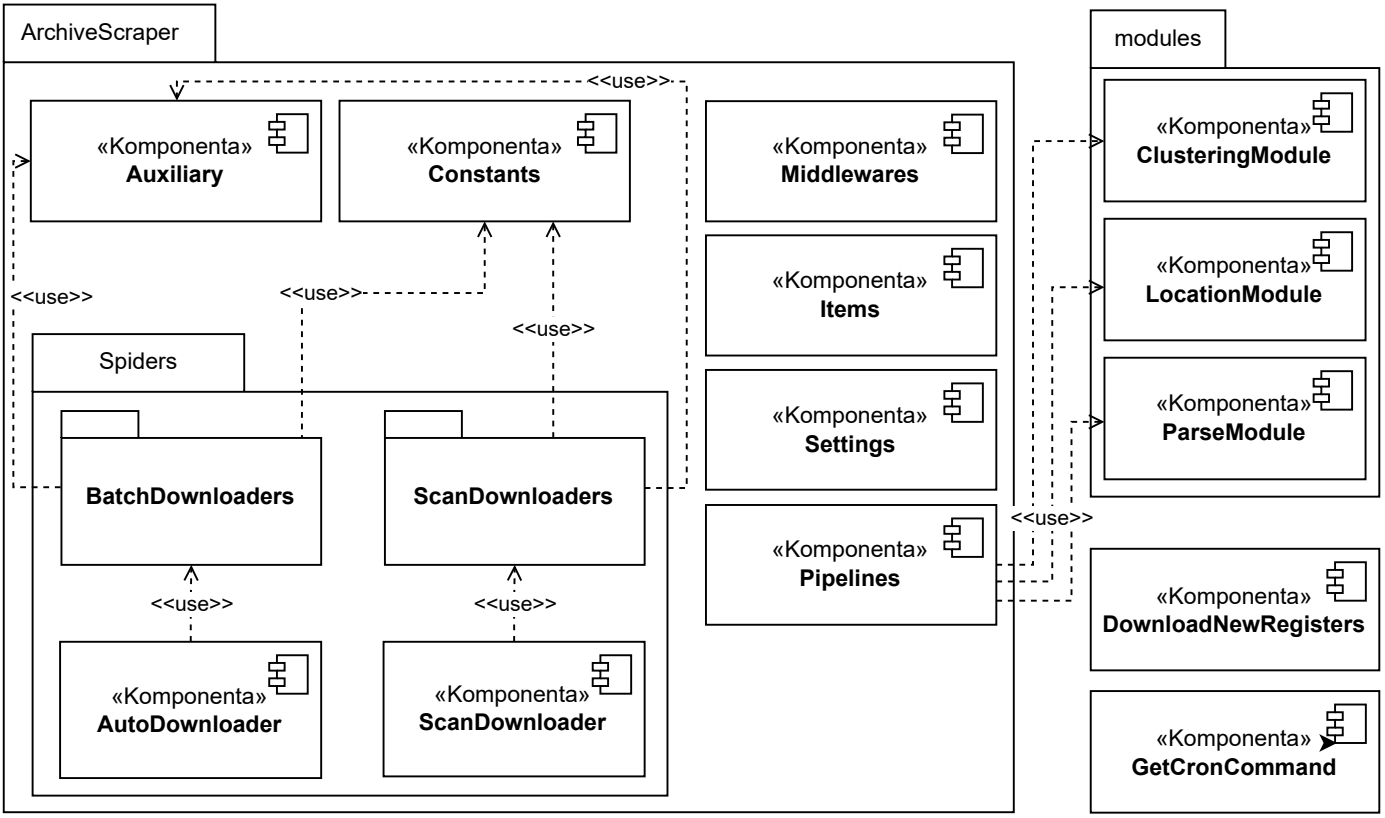 ArchiveScraper
modules
<<use>>
«Komponenta»
Auxiliary
«Komponenta»
Constants
«Komponenta»
Middlewares
«Komponenta»
ClusteringModule
«Komponenta»
Items
«Komponenta»
LocationModule
<<use>>
<<use>>
<<use>>
Spiders
«Komponenta»
Settings
«Komponenta»
ParseModule
BatchDownloaders
ScanDownloaders
<<use>>
«Komponenta»
Pipelines
<<use>>
<<use>>
«Komponenta»
DownloadNewRegisters
«Komponenta»
AutoDownloader
«Komponenta»
ScanDownloader
«Komponenta»
GetCronCommand